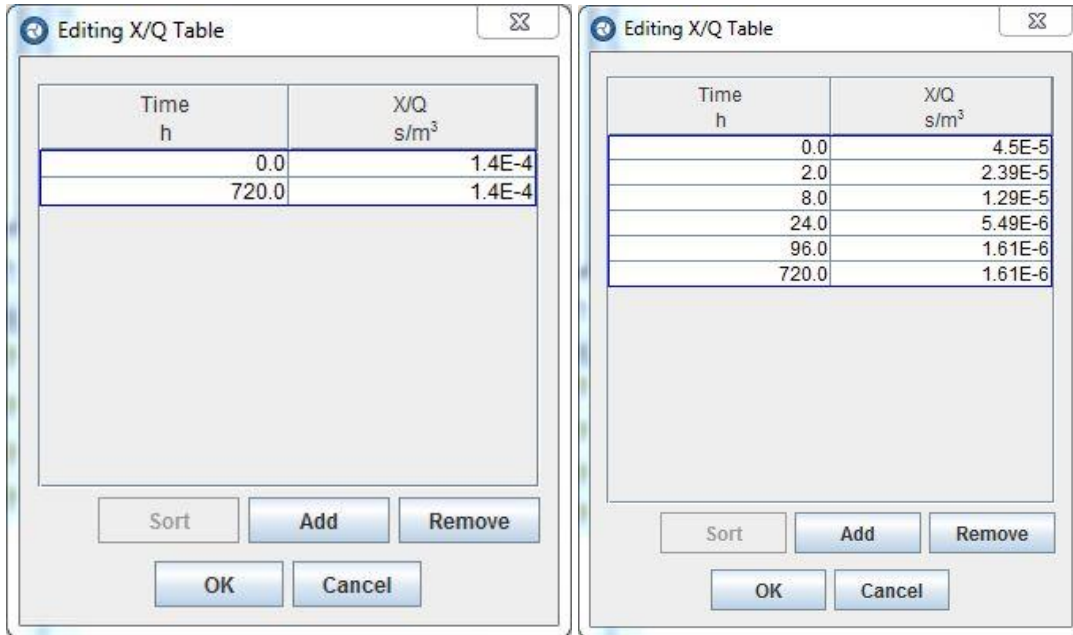 Editing X/Q Table
Time X/Q
h s/m³
0.0 1.4E-4
720.0 1.4E-4
Sort Add Remove
OK Cancel
Editing X/Q Table
Time X/Q
h s/m³
0.0 4.5E-5
2.0 2.39E-5
8.0 1.29E-5
24.0 5.49E-6
96.0 1.61E-6
720.0 1.61E-6
Sort Add Remove
OK Cancel